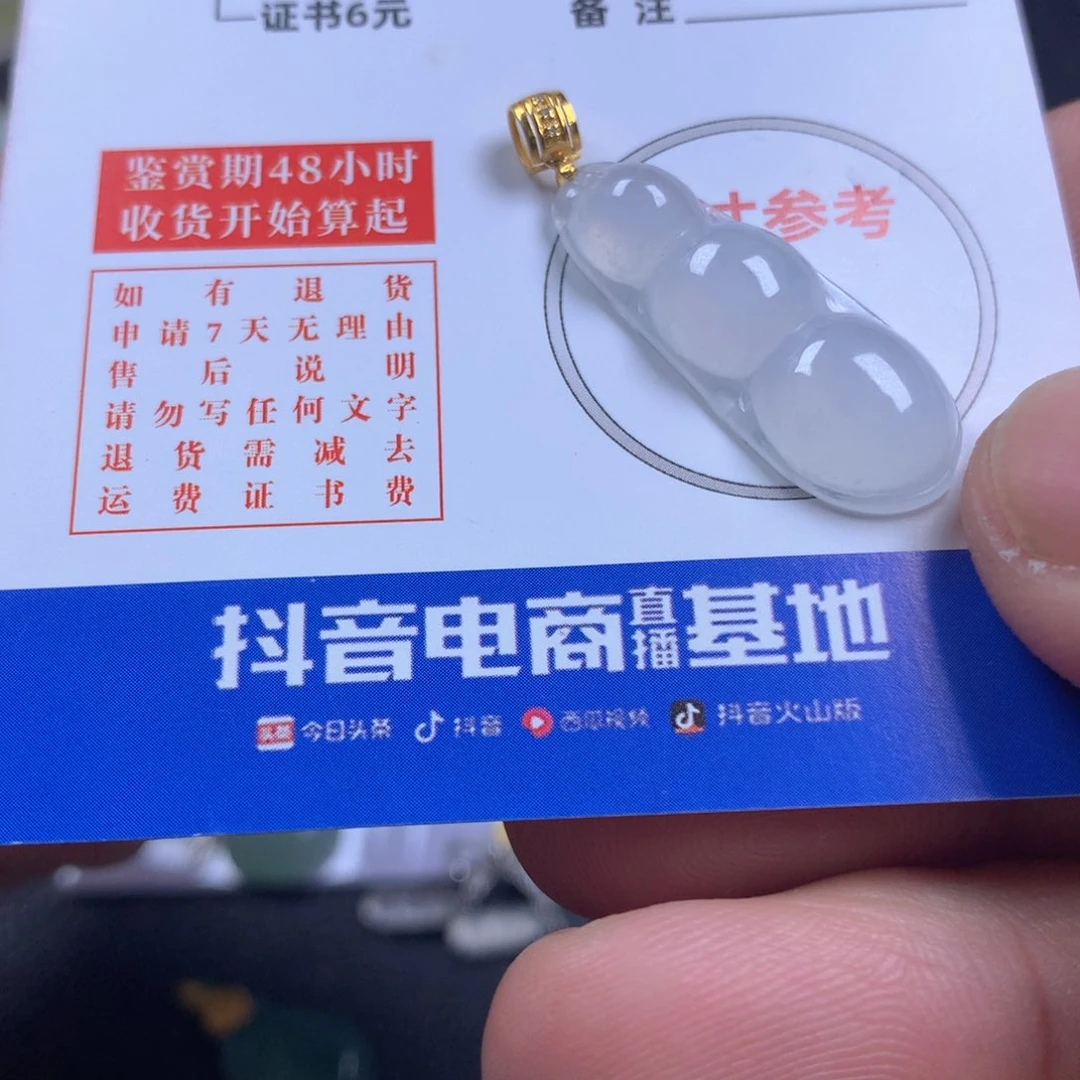 证书6元
备 注
寸参考
鉴赏期48小时
收货开始算起
如有退货
申请7天无理由
售后说明
请勿写任何文字
退货需减去
运费证书费
抖音电商直播基地
头条 今日头条 抖音 西瓜视频 抖音火山版